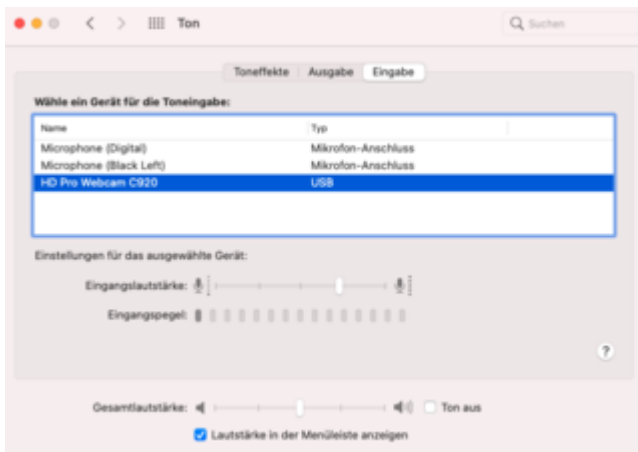 Ton
Suchen
Toneffekte Ausgabe Eingabe
Wähle ein Gerät für die Toneingabe:
Name Typ
Microphone (Digital) Mikrofon-Anschluss
Microphone (Black Left) Mikrofon-Anschluss
HD Pro Webcam C920 USB
Einstellungen für das ausgewählte Gerät:
Eingangslautstärke:
Eingangspegel:
?
Gesamtlautstärke: Ton aus
Lautstärke in der Menüleiste anzeigen